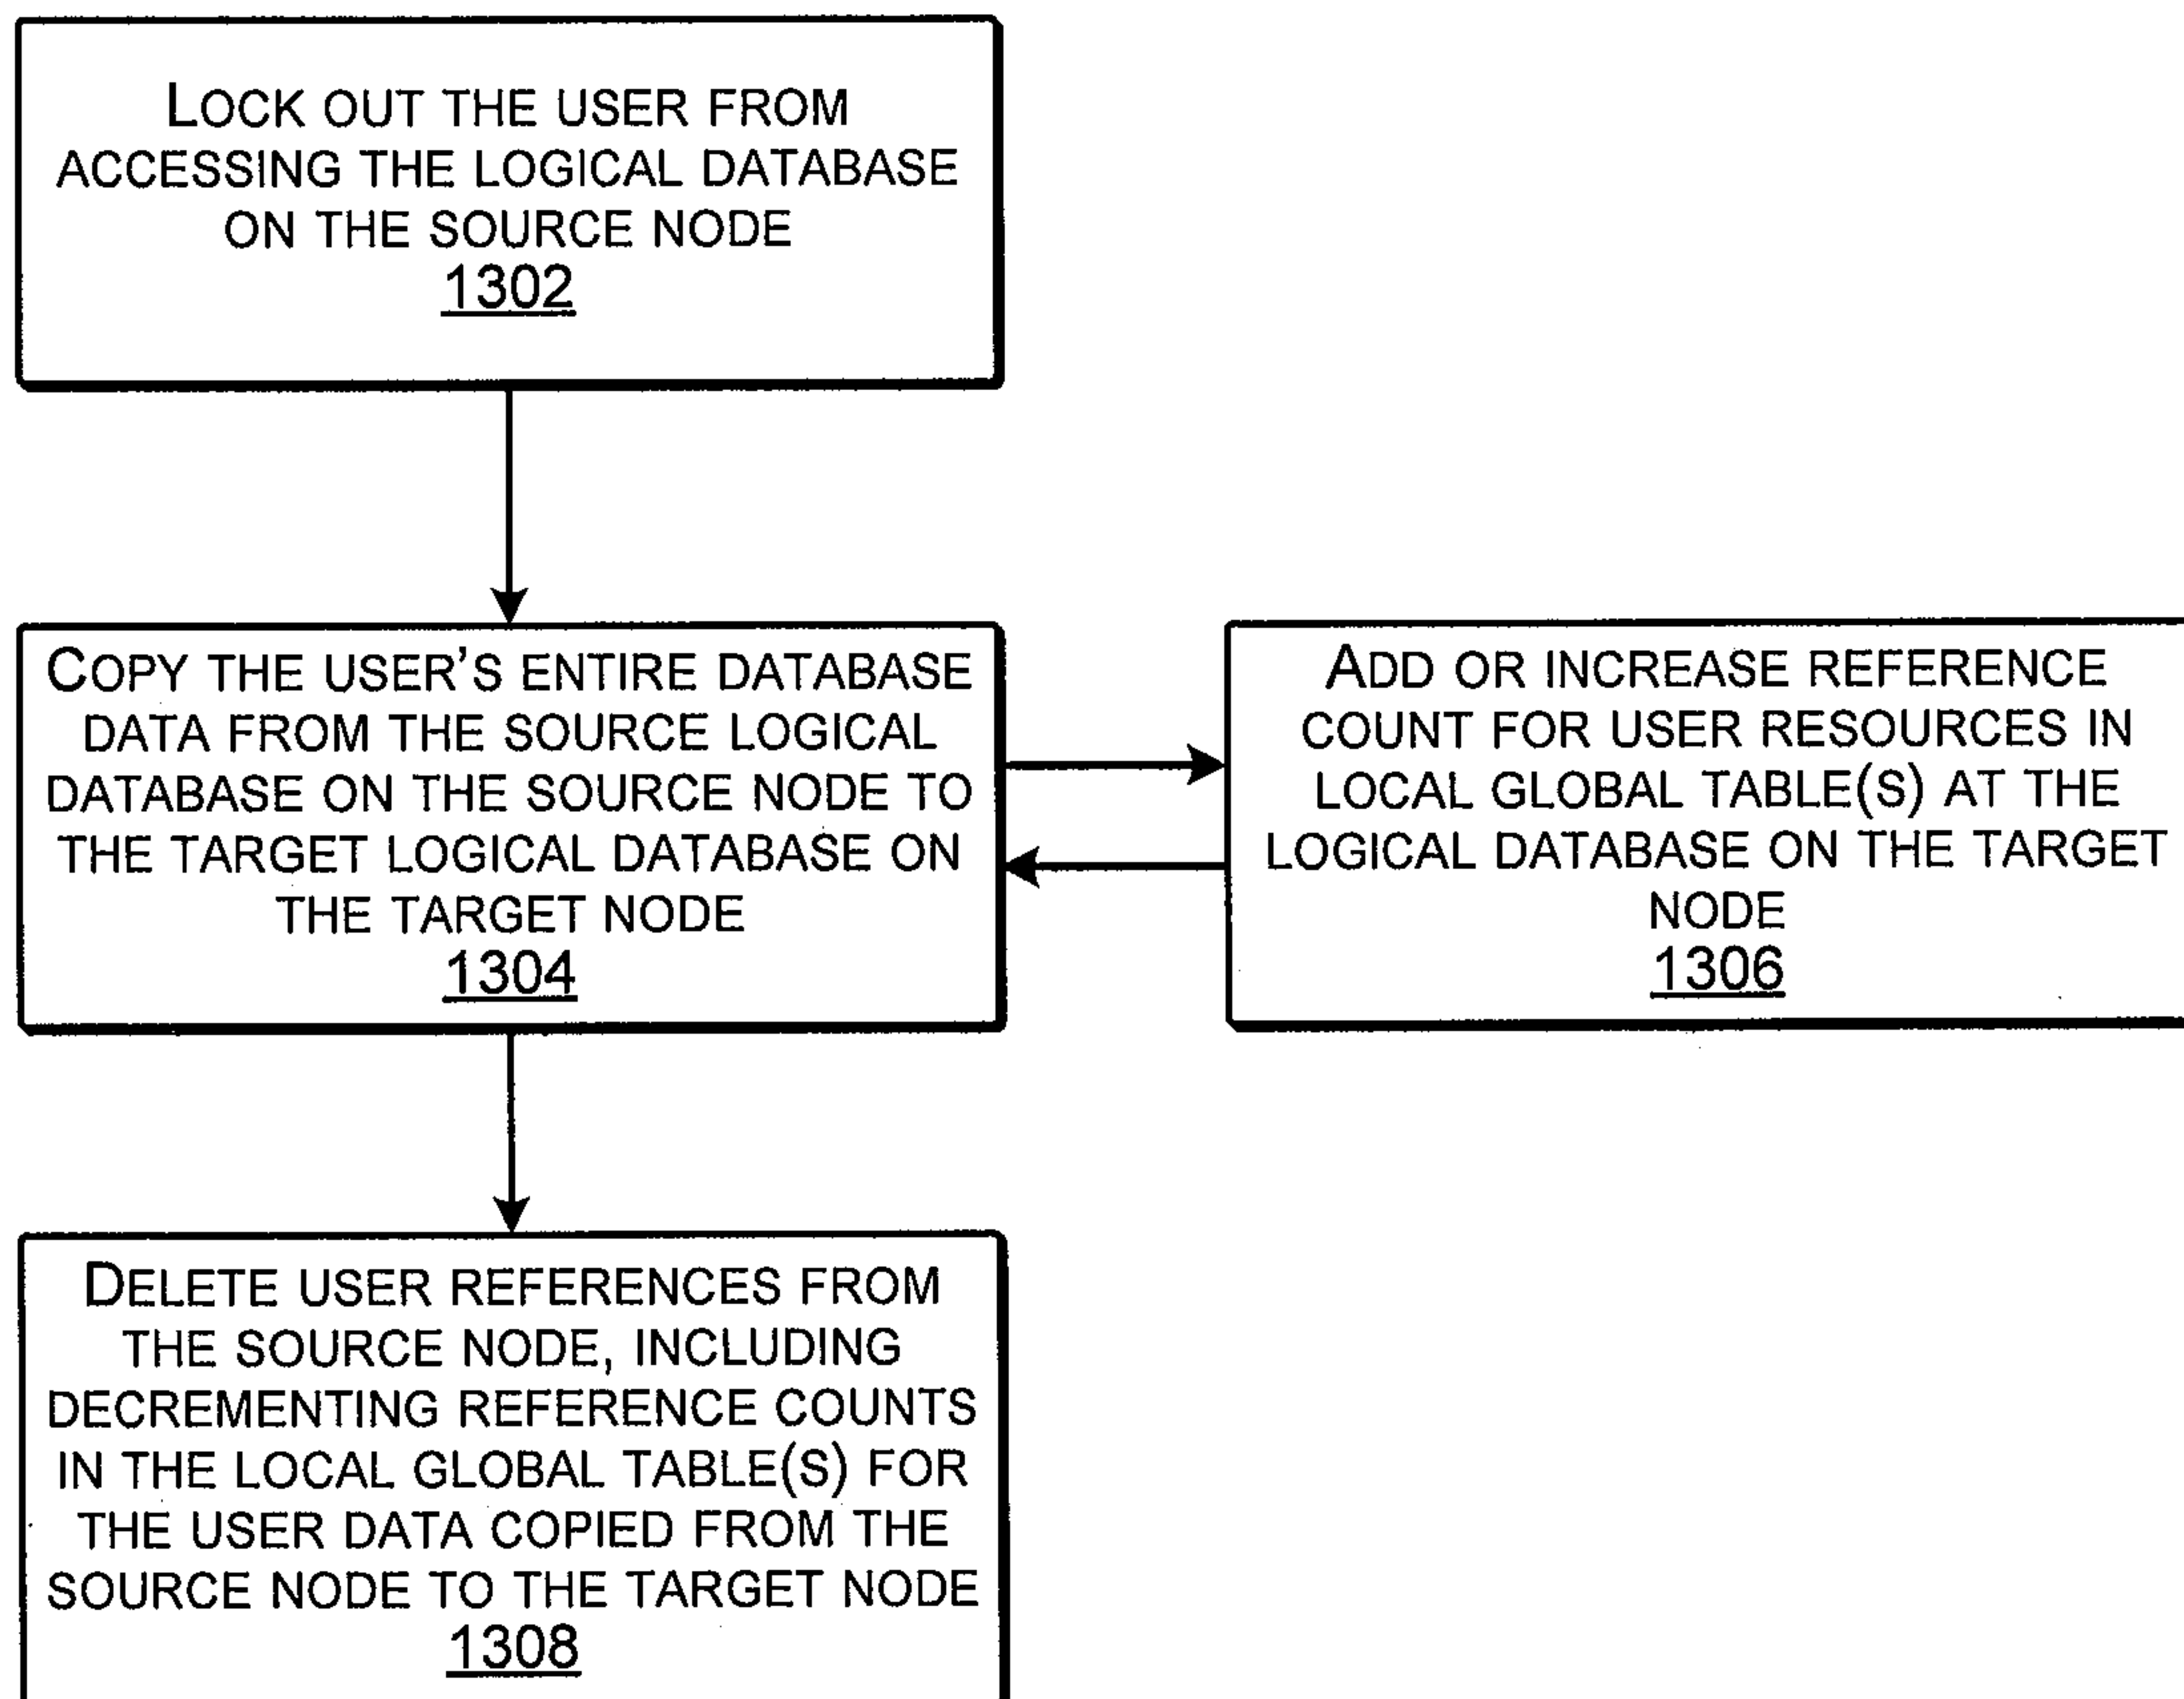 LOCK OUT THE USER FROM
ACCESSING THE LOGICAL DATABASE
ON THE SOURCE NODE
1302
COPY THE USER'S ENTIRE DATABASE
DATA FROM THE SOURCE LOGICAL
DATABASE ON THE SOURCE NODE TO
THE TARGET LOGICAL DATABASE ON
THE TARGET NODE
1304
ADD OR INCREASE REFERENCE
COUNT FOR USER RESOURCES IN
LOCAL GLOBAL TABLE(S) AT THE
LOGICAL DATABASE ON THE TARGET
NODE
1306
DELETE USER REFERENCES FROM
THE SOURCE NODE, INCLUDING
DECREMENTING REFERENCE COUNTS
IN THE LOCAL GLOBAL TABLE(S) FOR
THE USER DATA COPIED FROM THE
SOURCE NODE TO THE TARGET NODE
1308